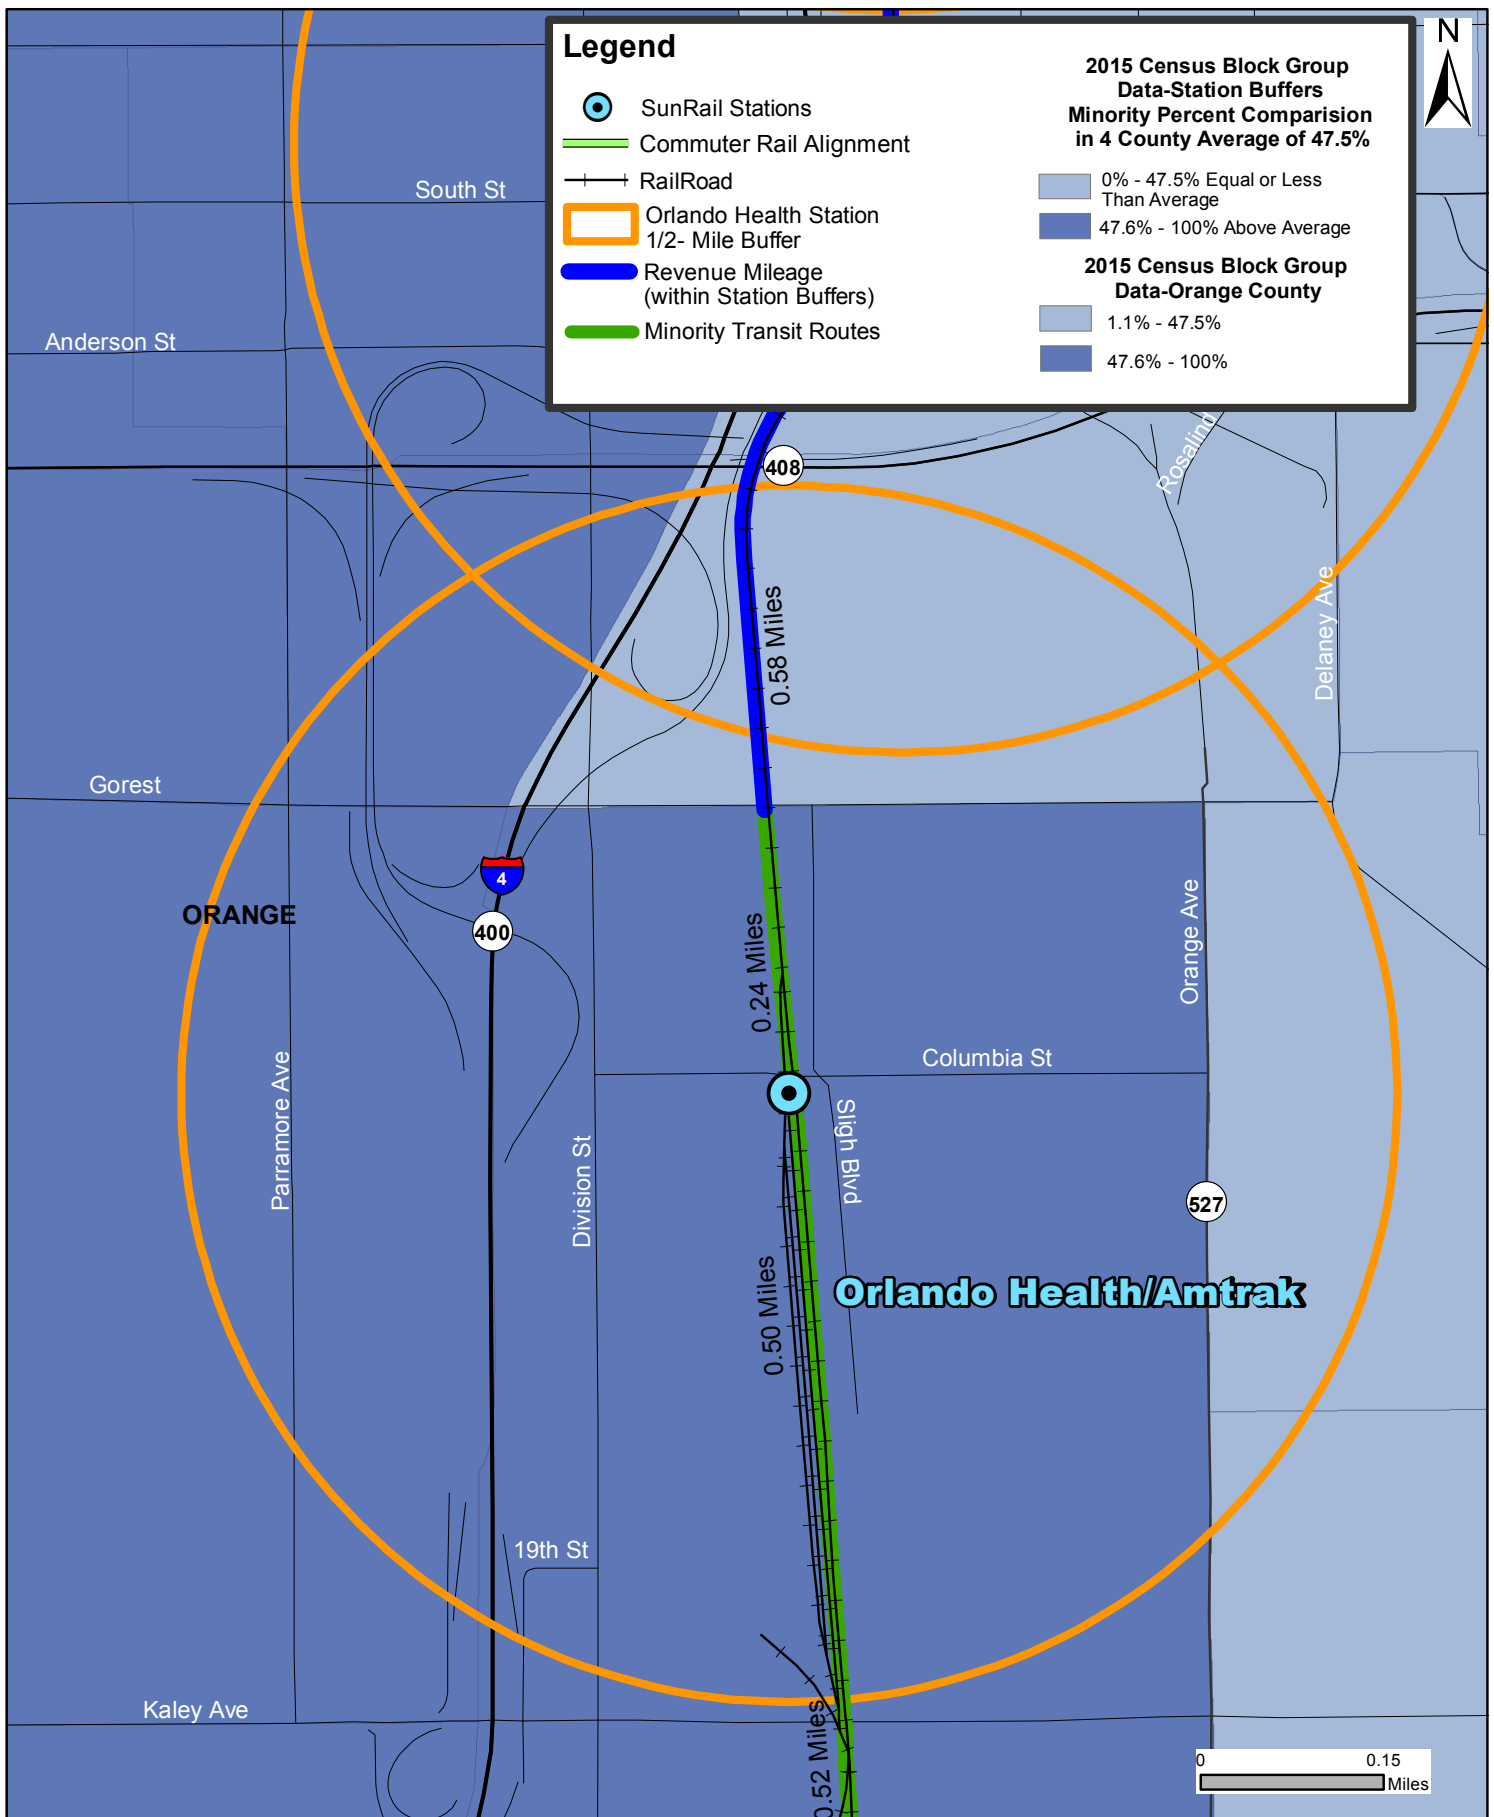 Legend
SunRail Stations
Commuter Rail Alignment
RailRoad
Orlando Health Station
1/2- Mile Buffer
Revenue Mileage
(within Station Buffers)
Minority Transit Routes
2015 Census Block Group
Data-Station Buffers
Minority Percent Comparision
in 4 County Average of 47.5%
0% - 47.5% Equal or Less
Than Average
47.6% - 100% Above Average
2015 Census Block Group
Data-Orange County
1.1% - 47.5%
47.6% - 100%
N
South St
Anderson St
408
Rosalind
0.58 Miles
Delaney Ave
Gorest
4
ORANGE
400
0.24 Miles
Orange Ave
Columbia St
Parramore Ave
Division St
Sligh Blvd
527
Orlando Health/Amtrak
0.50 Miles
19th St
Kaley Ave
0.52 Miles
0 0.15
Miles